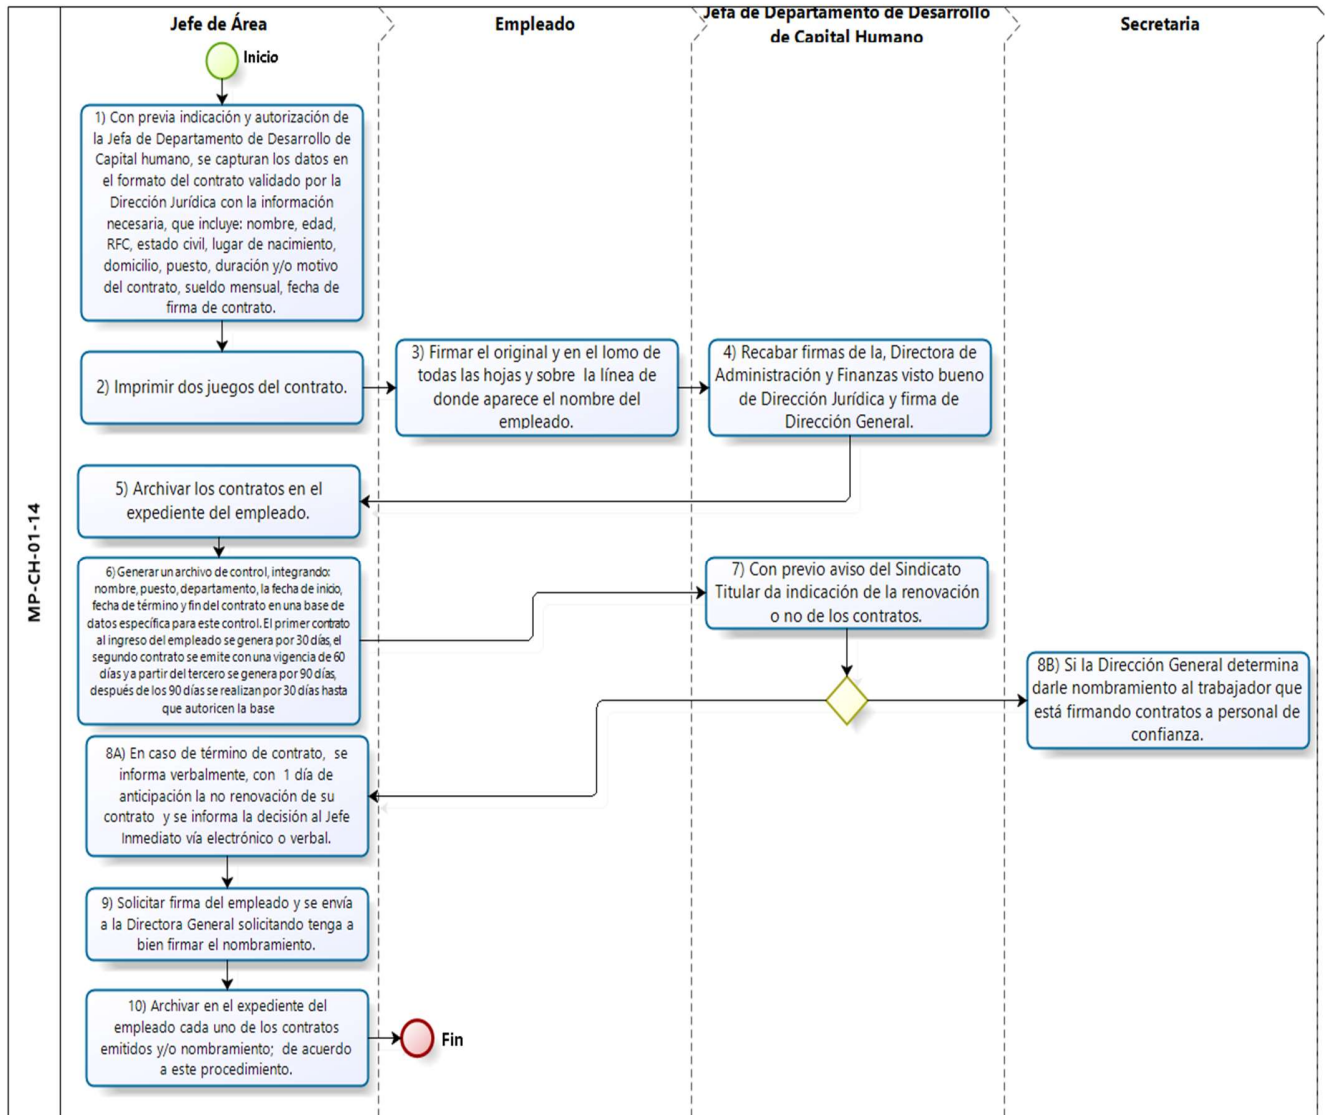 MP-CH-01-14
Jefe de Área
Empleado
Jefa de Departamento de Desarrollo
de Capital Humano
Secretaria
Inicio
1) Con previa indicación y autorización de
la Jefa de Departamento de Desarrollo de
Capital humano, se capturan los datos en
el formato del contrato validado por la
Dirección Jurídica con la información
necesaria, que incluye: nombre, edad,
RFC, estado civil, lugar de nacimiento,
domicilio, puesto, duración y/o motivo
del contrato, sueldo mensual, fecha de
firma de contrato.
2) Imprimir dos juegos del contrato.
3) Firmar el original y en el lomo de
todas las hojas y sobre la línea de
donde aparece el nombre del
empleado.
4) Recabar firmas de la, Directora de
Administración y Finanzas visto bueno
de Dirección Jurídica y firma de
Dirección General.
5) Archivar los contratos en el
expediente del empleado.
6) Generar un archivo de control, integrando:
nombre, puesto, departamento, la fecha de inicio,
fecha de término y fin del contrato en una base de
datos específica para este control. El primer contrato
al ingreso del empleado se genera por 30 días, el
segundo contrato se emite con una vigencia de 60
días y a partir del tercero se genera por 90 días,
después de los 90 días se realizan por 30 días hasta
que autoricen la base
7) Con previo aviso del Sindicato
Titular da indicación de la renovación
o no de los contratos.
8B) Si la Dirección General determina
darle nombramiento al trabajador que
está firmando contratos a personal de
confianza.
8A) En caso de término de contrato, se
informa verbalmente, con 1 día de
anticipación la no renovación de su
contrato y se informa la decisión al Jefe
Inmediato vía electrónico o verbal.
9) Solicitar firma del empleado y se envía
a la Directora General solicitando tenga a
bien firmar el nombramiento.
10) Archivar en el expediente del
empleado cada uno de los contratos
emitidos y/o nombramiento; de acuerdo
a este procedimiento.
Fin